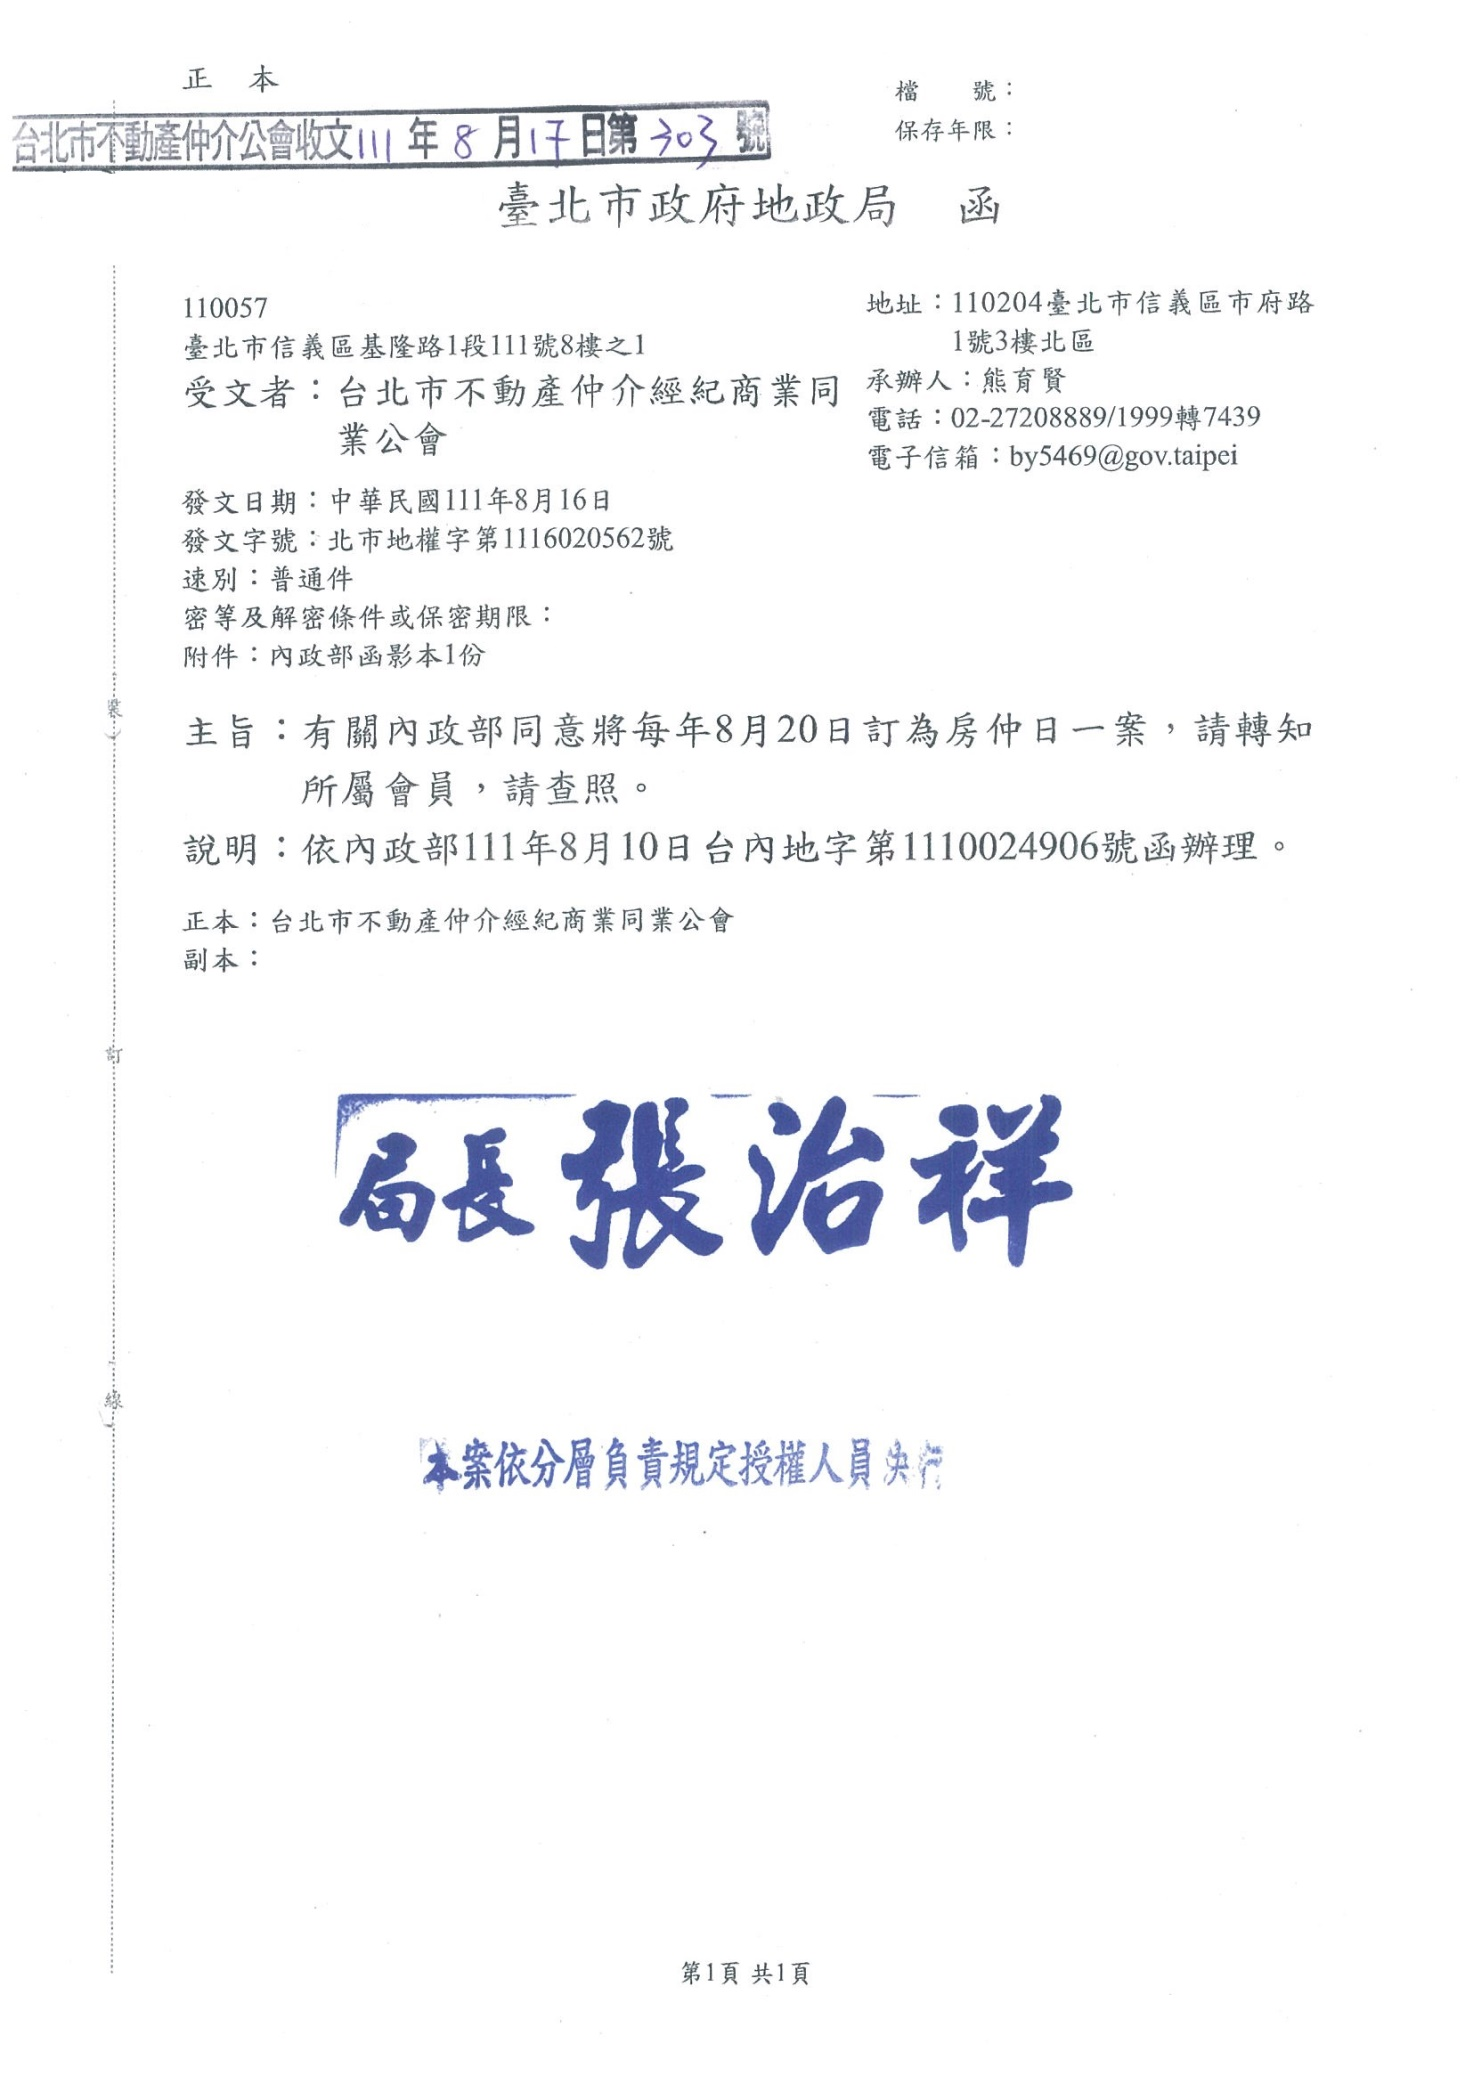 正　本
檔　　號：
保存年限：
台北市不動產仲介公會收文111年8月17日第303號
臺北市政府地政局　函
110057
臺北市信義區基隆路1段111號8樓之1
受文者：台北市不動產仲介經紀商業同
業公會
地址：110204臺北市信義區市府路
1號3樓北區
承辦人：熊育賢
電話：02-27208889/1999轉7439
電子信箱：by5469@gov.taipei
發文日期：中華民國111年8月16日
發文字號：北市地權字第1116020562號
速別：普通件
密等及解密條件或保密期限：
附件：內政部函影本1份
主旨：有關內政部同意將每年8月20日訂為房仲日一案，請轉知
所屬會員，請查照。
說明：依內政部111年8月10日台內地字第1110024906號函辦理。
正本：台北市不動產仲介經紀商業同業公會
副本：
裝
訂
線
局長張治祥
本案依分層負責規定授權人員決行
第1頁 共1頁